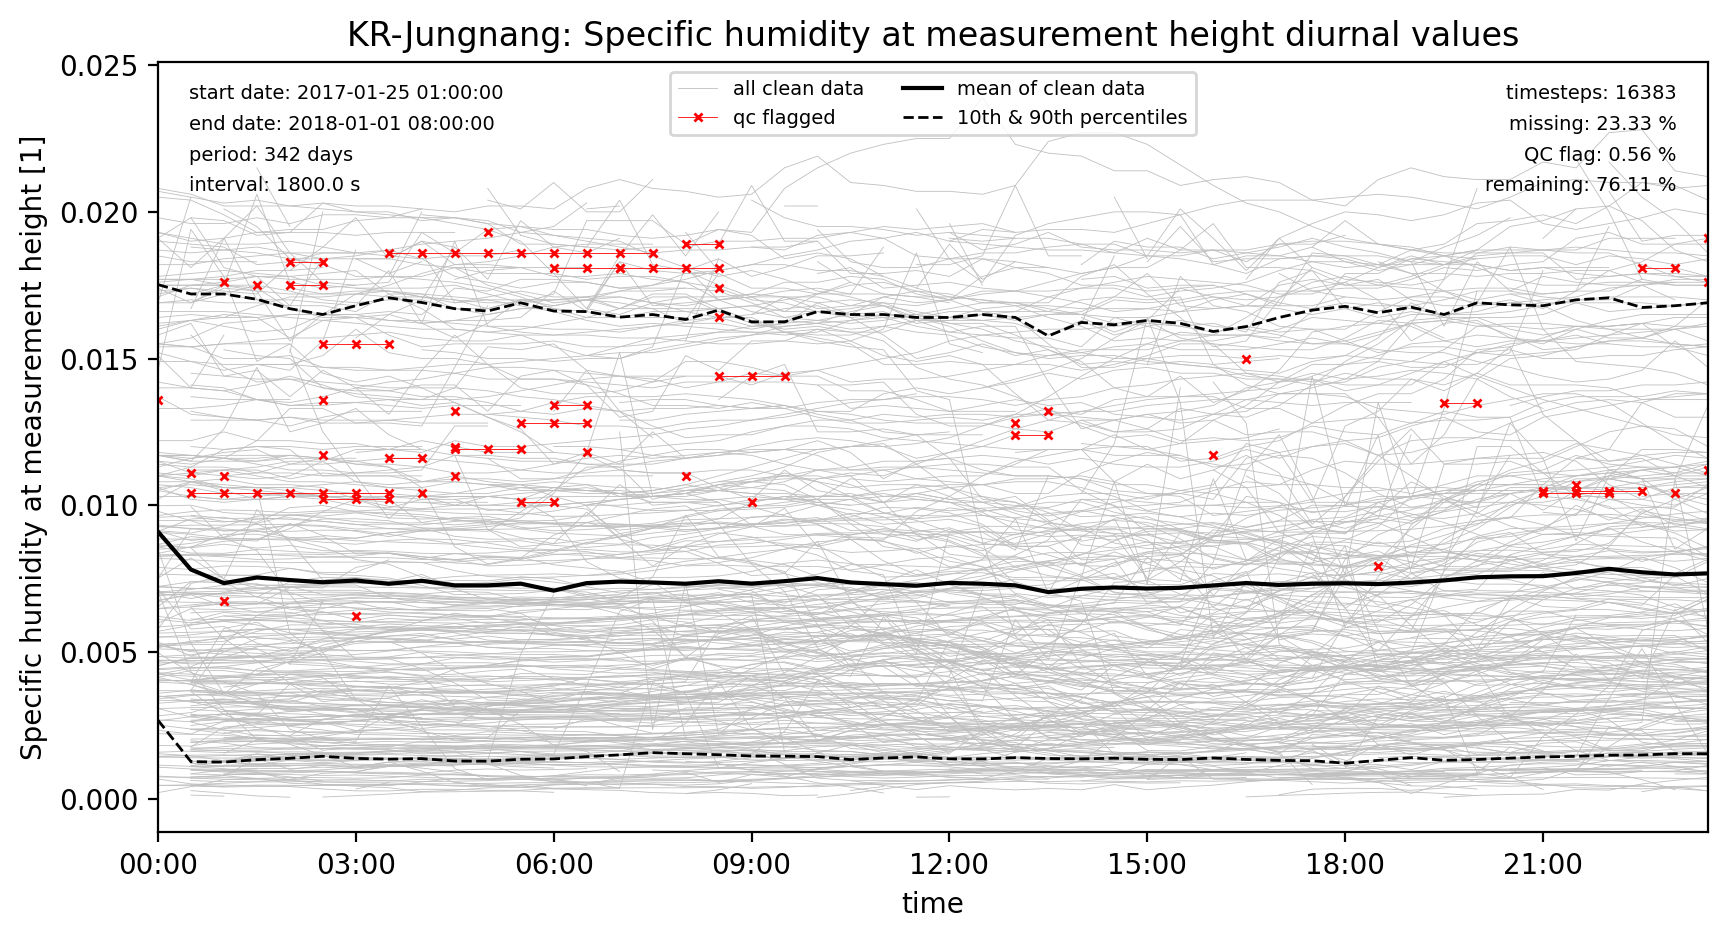 KR-Jungnang: Specific humidity at measurement height diurnal values
start date: 2017-01-25 01:00:00
end date: 2018-01-01 08:00:00
period: 342 days
interval: 1800.0 s
all clean data
qc flagged
mean of clean data
10th & 90th percentiles
timesteps: 16383
missing: 23.33 %
QC flag: 0.56 %
remaining: 76.11 %
Specific humidity at measurement height [1]
0.025
0.020
0.015
0.010
0.005
0.000
00:00 03:00 06:00 09:00 12:00 15:00 18:00 21:00
time